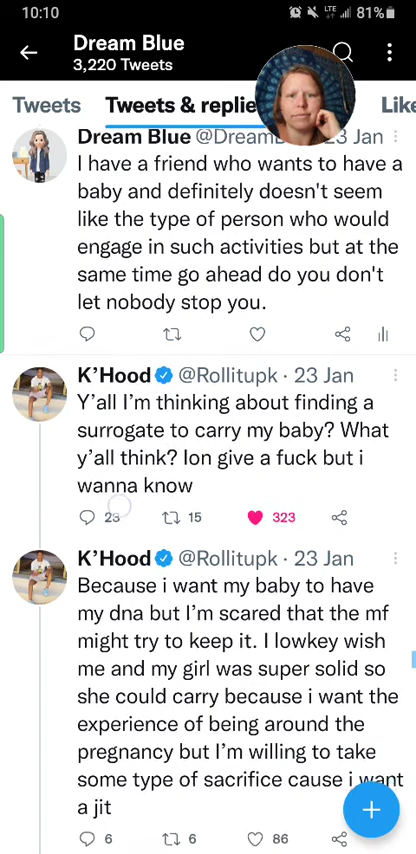 10:10 LTE 81%
Dream Blue
3,220 Tweets
Tweets Tweets & replie Like
Dream Blue 23 Jan
I have a friend who wants to have a
baby and definitely doesn't seem
like the type of person who would
engage in such activities but at the
same time go ahead do you don't
let nobody stop you.
K’Hood @Rollitupk · 23 Jan
Y’all I’m thinking about finding a
surrogate to carry my baby? What
y’all think? Ion give a fuck but i
wanna know
23 15 323
K’Hood @Rollitupk · 23 Jan
Because i want my baby to have
my dna but I’m scared that the mf
might try to keep it. I lowkey wish
me and my girl was super solid so
she could carry because i want the
experience of being around the
pregnancy but I’m willing to take
some type of sacrifice cause i want
a jit
6 6 86